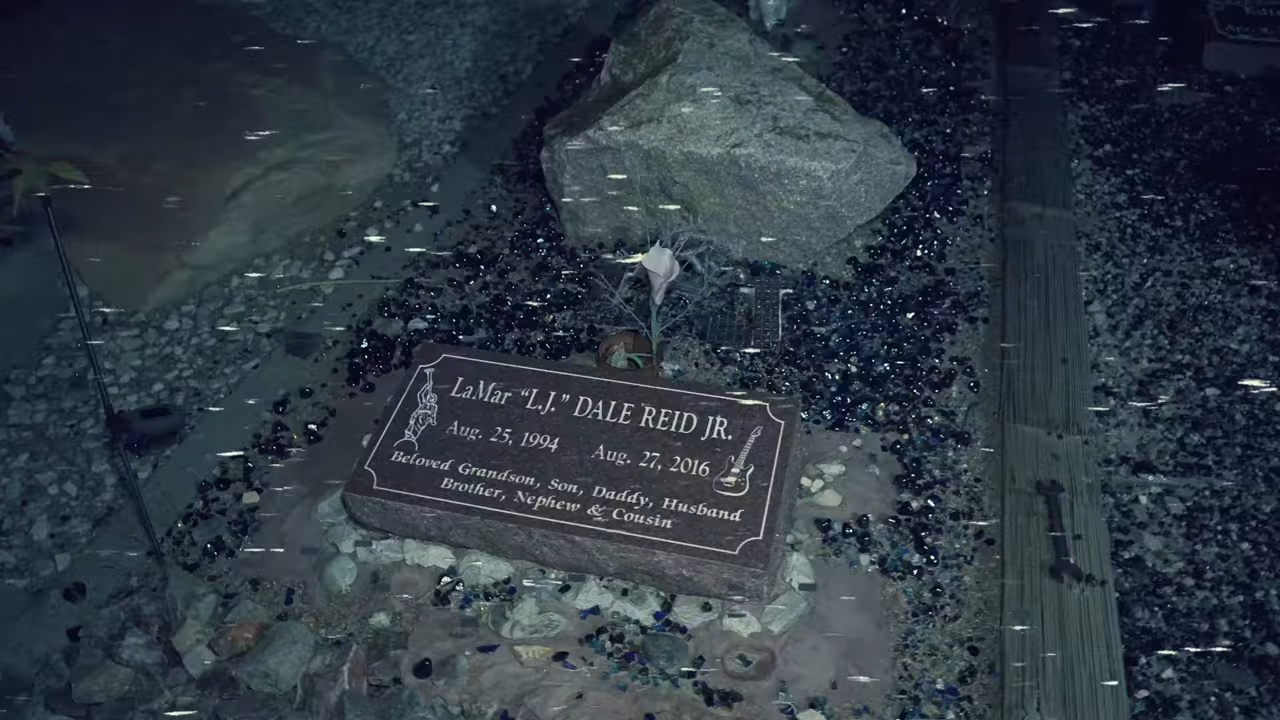 LaMar "L.J." DALE REID JR.
Aug. 25, 1994 Aug. 27, 2016
Beloved Grandson, Son, Daddy, Husband
Brother, Nephew & Cousin